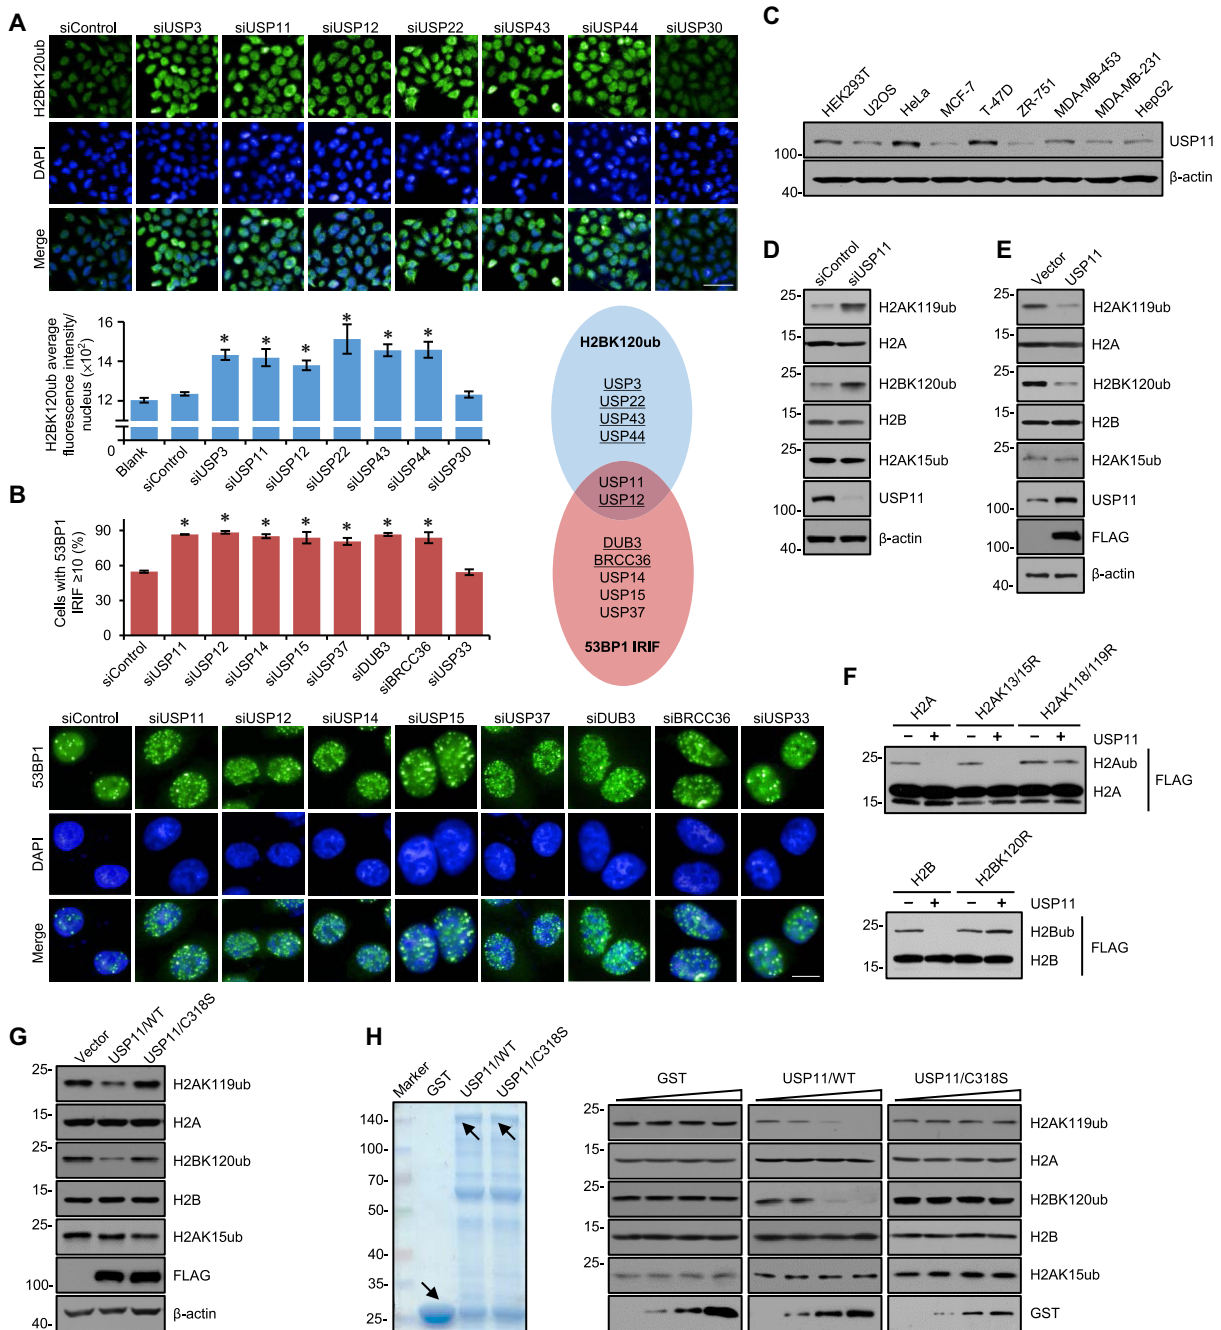 A
siControl siUSP3 siUSP11 siUSP12 siUSP22 siUSP43 siUSP44 siUSP30
H2BK120ub
DAPI
Merge
H2BK120ub average
fluorescence intensity/
nucleus (×10²)
16
14
12
0
Blank siControl siUSP3 siUSP11 siUSP12 siUSP22 siUSP43 siUSP44 siUSP30
* * * * * *
H2BK120ub
USP3
USP22
USP43
USP44
USP11
USP12
DUB3
BRCC36
USP14
USP15
USP37
53BP1 IRIF
B
Cells with 53BP1
IRIF ≥10 (%)
90
60
30
0
* * * * * * *
siControl siUSP11 siUSP12 siUSP14 siUSP15 siUSP37 siDUB3 siBRCC36 siUSP33
siControl siUSP11 siUSP12 siUSP14 siUSP15 siUSP37 siDUB3 siBRCC36 siUSP33
53BP1
DAPI
Merge
C
HEK293T U2OS HeLa MCF-7 T-47D ZR-751 MDA-MB-453 MDA-MB-231 HepG2
100- USP11
40- β-actin
D
siControl siUSP11
25- H2AK119ub
15- H2A
25- H2BK120ub
15- H2B
25- H2AK15ub
100- USP11
40- β-actin
E
Vector USP11
25- H2AK119ub
15- H2A
25- H2BK120ub
15- H2B
25- H2AK15ub
100- USP11
100- FLAG
40- β-actin
F
H2A H2AK13/15R H2AK118/119R
– + – + – + USP11
25- H2Aub
15- H2A
FLAG
H2B H2BK120R
– + – + USP11
25- H2Bub
15- H2B
FLAG
G
Vector USP11/WT USP11/C318S
25- H2AK119ub
15- H2A
25- H2BK120ub
15- H2B
25- H2AK15ub
100- FLAG
40- β-actin
H
Marker GST USP11/WT USP11/C318S
140-
100-
70-
50-
40-
35-
25-
GST USP11/WT USP11/C318S
25- H2AK119ub
15- H2A
25- H2BK120ub
15- H2B
25- H2AK15ub
GST